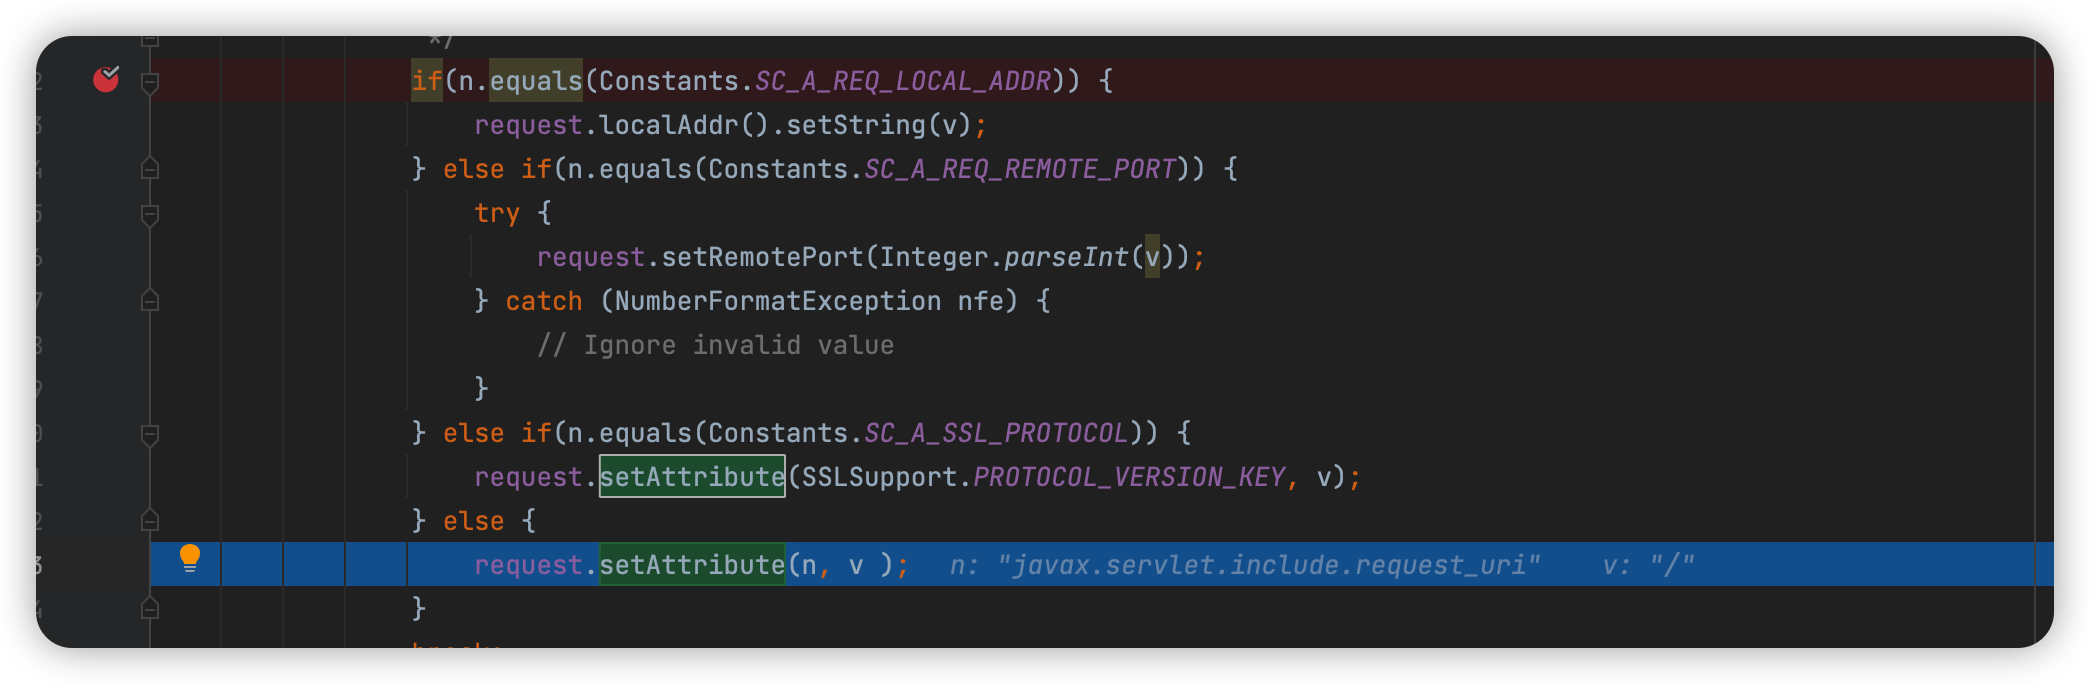 */
if(n.equals(Constants.SC_A_REQ_LOCAL_ADDR)) {
request.localAddr().setString(v);
} else if(n.equals(Constants.SC_A_REQ_REMOTE_PORT)) {
try {
request.setRemotePort(Integer.parseInt(v));
} catch (NumberFormatException nfe) {
// Ignore invalid value
}
} else if(n.equals(Constants.SC_A_SSL_PROTOCOL)) {
request.setAttribute(SSLSupport.PROTOCOL_VERSION_KEY, v);
} else {
request.setAttribute(n, v ); n: "javax.servlet.include.request_uri" v: "/"
}